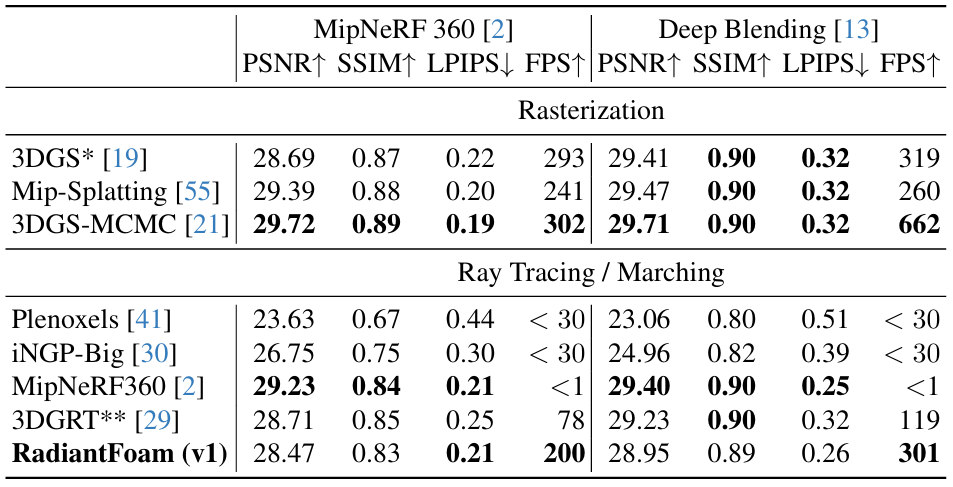 MipNeRF 360 [2] Deep Blending [13]
PSNR↑ SSIM↑ LPIPS↓ FPS↑ PSNR↑ SSIM↑ LPIPS↓ FPS↑
Rasterization
3DGS* [19] 28.69 0.87 0.22 293 29.41 0.90 0.32 319
Mip-Splatting [55] 29.39 0.88 0.20 241 29.47 0.90 0.32 260
3DGS-MCMC [21] 29.72 0.89 0.19 302 29.71 0.90 0.32 662
Ray Tracing / Marching
Plenoxels [41] 23.63 0.67 0.44 < 30 23.06 0.80 0.51 < 30
iNGP-Big [30] 26.75 0.75 0.30 < 30 24.96 0.82 0.39 < 30
MipNeRF360 [2] 29.23 0.84 0.21 <1 29.40 0.90 0.25 <1
3DGRT** [29] 28.71 0.85 0.25 78 29.23 0.90 0.32 119
RadiantFoam (v1) 28.47 0.83 0.21 200 28.95 0.89 0.26 301